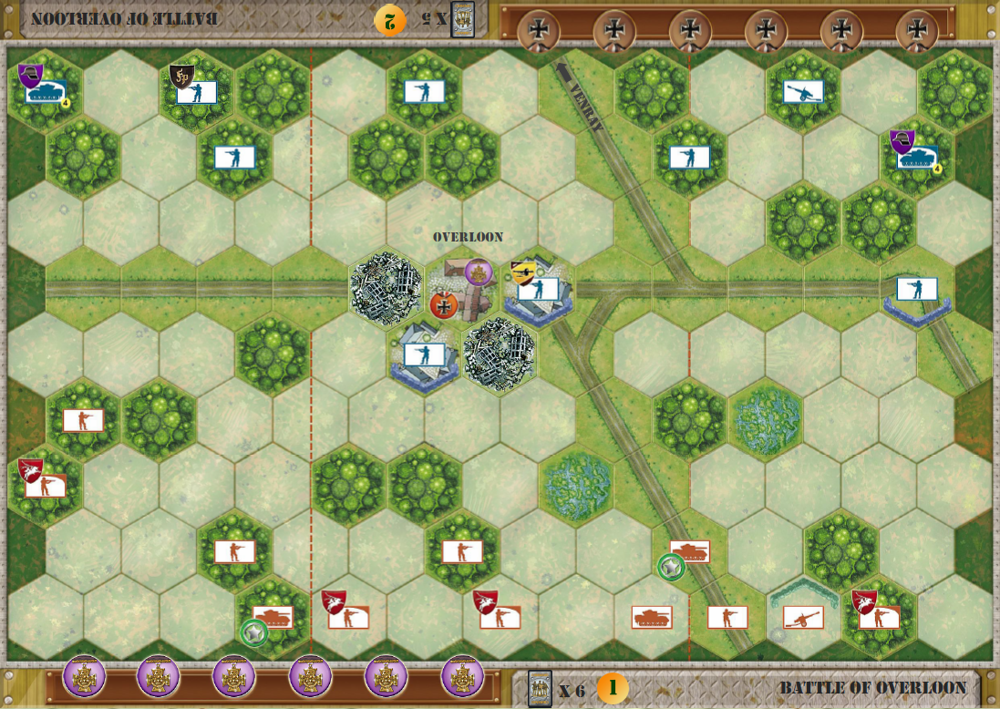 BATTLE OF OVERLOON
2
X 5
4
VENRAY
4
OVERLOON
X 6
1
BATTLE OF OVERLOON